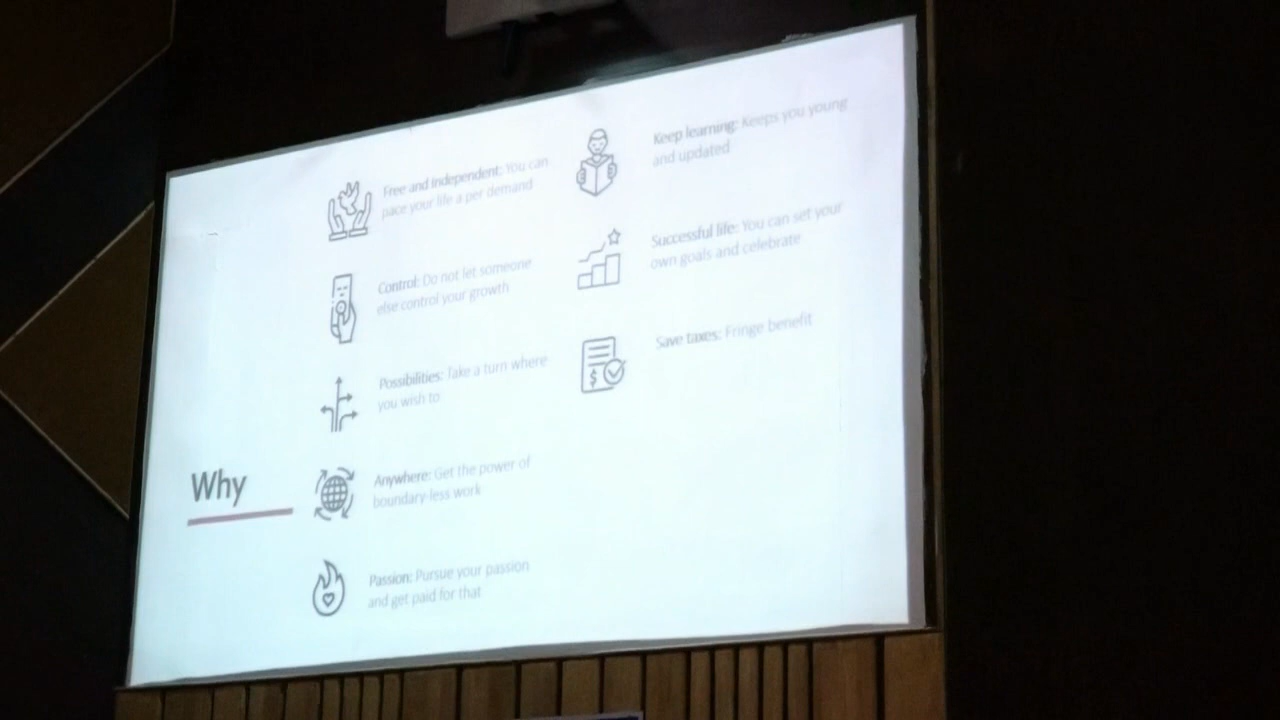 Why
Free and Independent: You can
pace your life a per demand
Control: Do not let someone
else control your growth
Possibilities: Take a turn where
you wish to
Anywhere: Get the power of
boundary-less work
Passion: Pursue your passion
and get paid for that
Keep learning: Keeps you young
and updated
Successful life: You can set your
own goals and celebrate
Save taxes: Fringe benefit
$